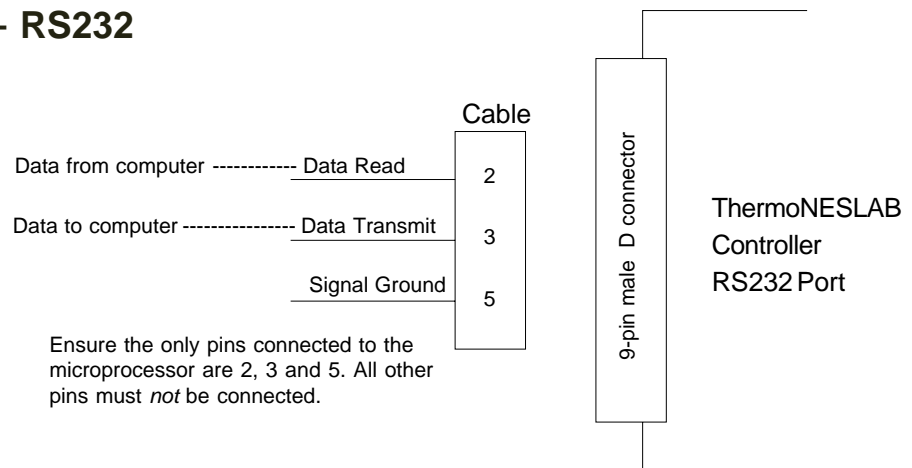 - RS232
Cable
Data from computer ------------ Data Read
2
Data to computer ---------------- Data Transmit
3
Signal Ground
5
Ensure the only pins connected to the
microprocessor are 2, 3 and 5. All other
pins must not be connected.
9-pin male D connector
ThermoNESLAB
Controller
RS232 Port